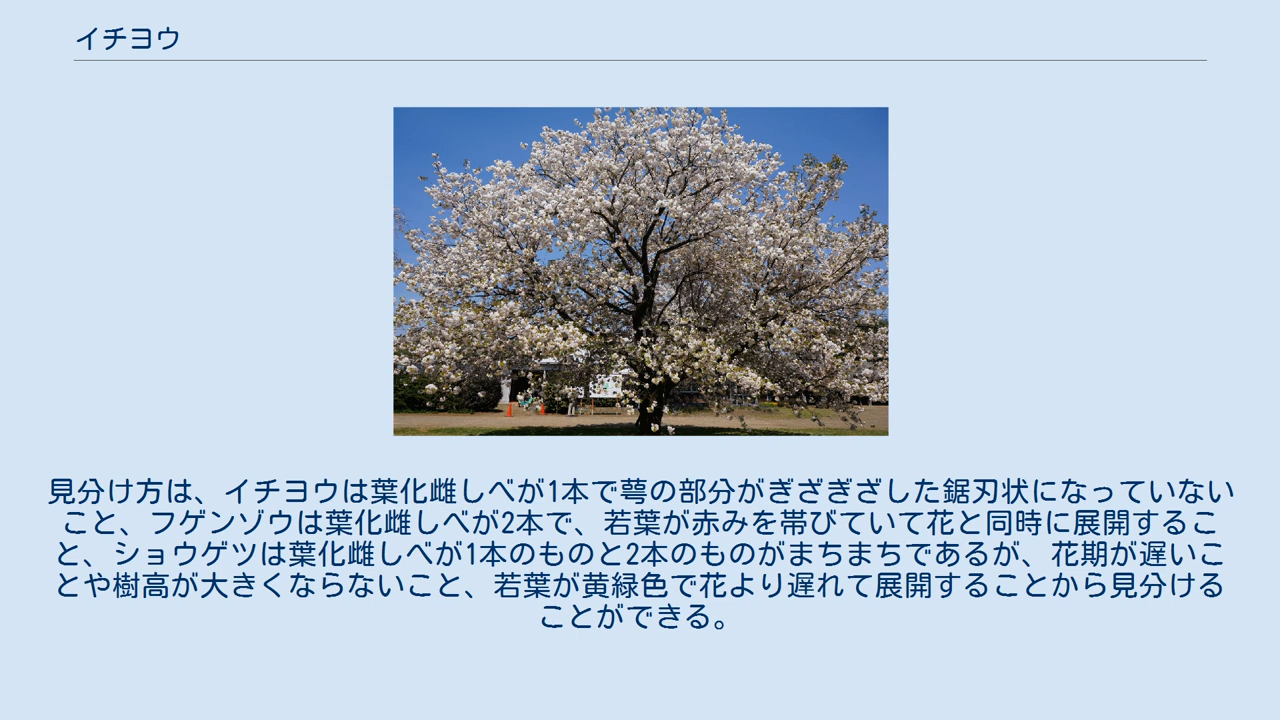 イチヨウ
見分け方は、イチヨウは葉化雌しべが1本で萼の部分がぎざぎざした鋸刃状になっていない
こと、フゲンゾウは葉化雌しべが2本で、若葉が赤みを帯びていて花と同時に展開するこ
と、ショウゲツは葉化雌しべが1本のものと2本のものがまちまちであるが、花期が遅いこ
とや樹高が大きくならないこと、若葉が黄緑色で花より遅れて展開することから見分ける
ことができる。